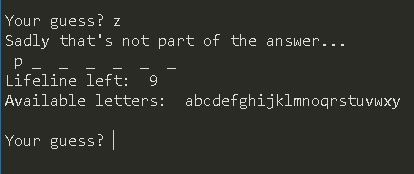 Your guess? z
Sadly that's not part of the answer...
p _ _ _ _ _ _
Lifeline left: 9
Available letters: abcdefghijklmnoqrstuvwxy
Your guess?